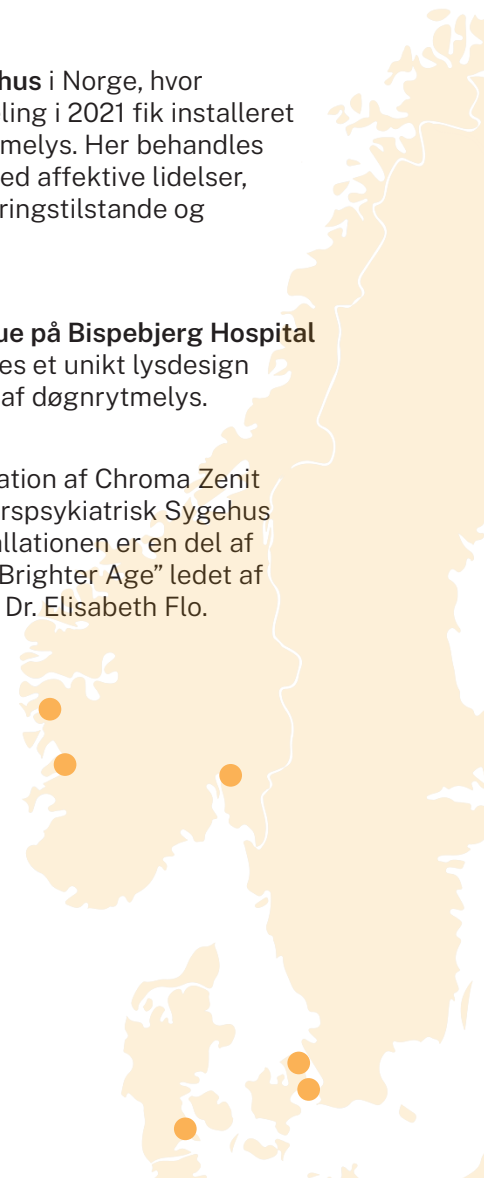 hus i Norge, hvor
ling i 2021 fik installeret
melys. Her behandles
ed affektive lidelser,
ringstilstande og
ue på Bispebjerg Hospital
es et unikt lysdesign
af døgnrytmelys.
ation af Chroma Zenit
rspsykiatrisk Sygehus
allationen er en del af
Brighter Age” ledet af
Dr. Elisabeth Flo.